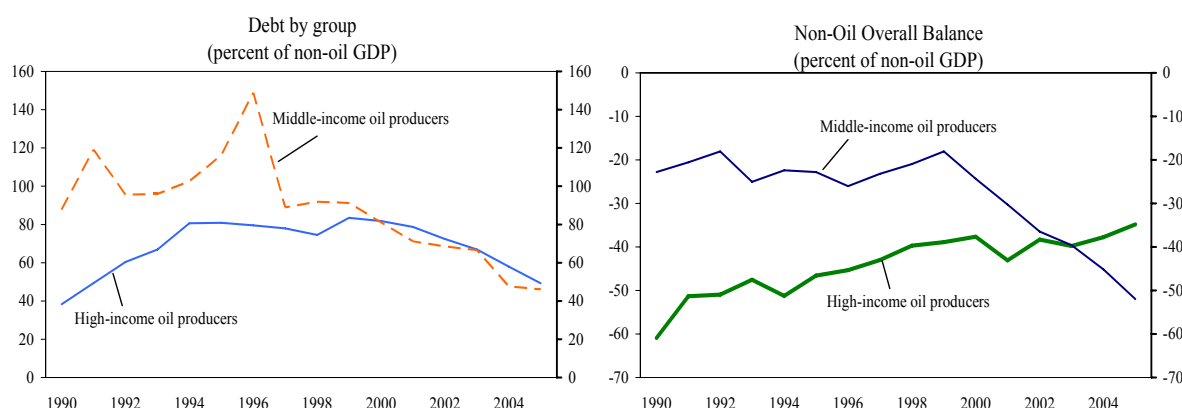 Debt by group
(percent of non-oil GDP)
160 160
140 140
Middle-income oil producers
120 120
100 100
80 80
60 60
40 40
High-income oil producers
20 20
0 0
1990 1992 1994 1996 1998 2000 2002 2004
Non-Oil Overall Balance
(percent of non-oil GDP)
0 0
-10 -10
Middle-income oil producers
-20 -20
-30 -30
-40 -40
-50 -50
High-income oil producers
-60 -60
-70 -70
1990 1992 1994 1996 1998 2000 2002 2004